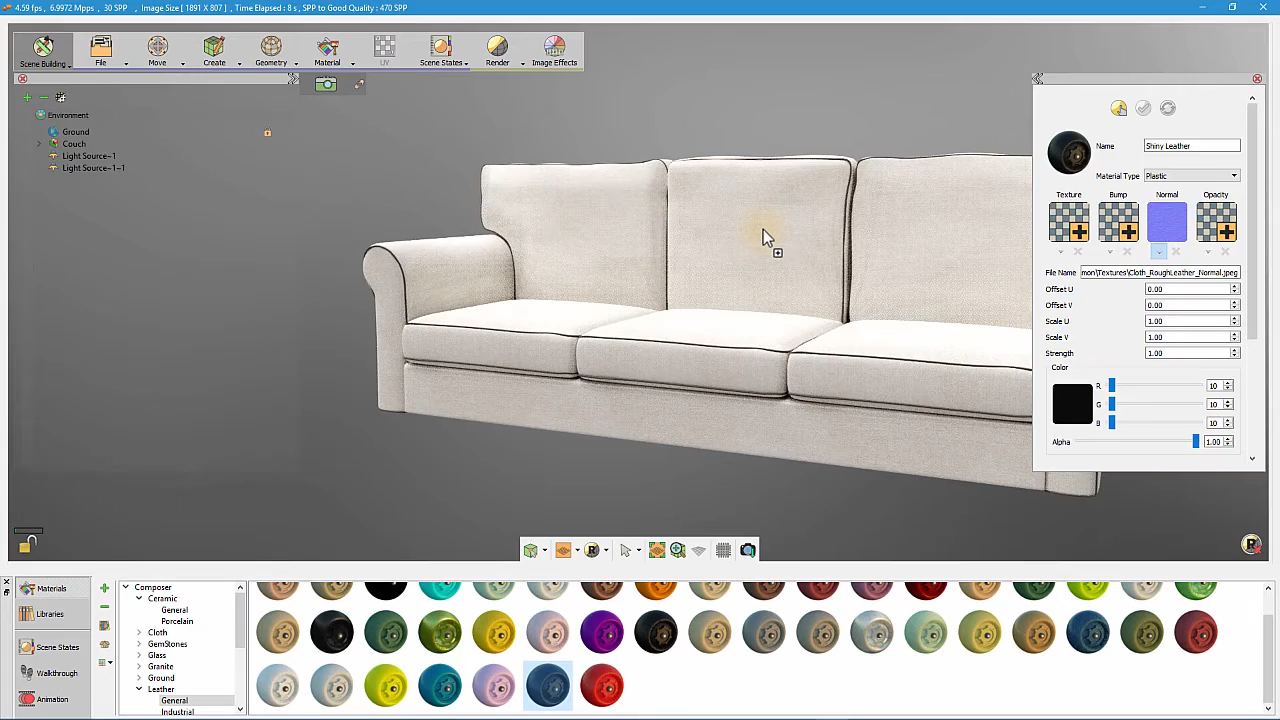 4.59 fps, 6.9972 Mpps, 30 SPP , Image Size [ 1891 X 807 ] , Time Elapsed : 8 s , SPP to Good Quality : 470 SPP
Scene Building
File
Move
Create
Geometry
Material
UV
Scene States
Render
Image Effects
Environment
Ground
Couch
Light Source-1
Light Source-1-1
Name
Shiny Leather
Material Type
Plastic
Texture
Bump
Normal
Opacity
File Name
mon\Textures\Cloth_RoughLeather_Normal.jpeg
Offset U
0.00
Offset V
0.00
Scale U
1.00
Scale V
1.00
Strength
1.00
Color
R
10
G
10
B
10
Alpha
1.00
Materials
Libraries
Scene States
Walkthrough
Animation
Composer
Ceramic
General
Porcelain
Cloth
GemStones
Glass
Granite
Ground
Leather
General
Industrial